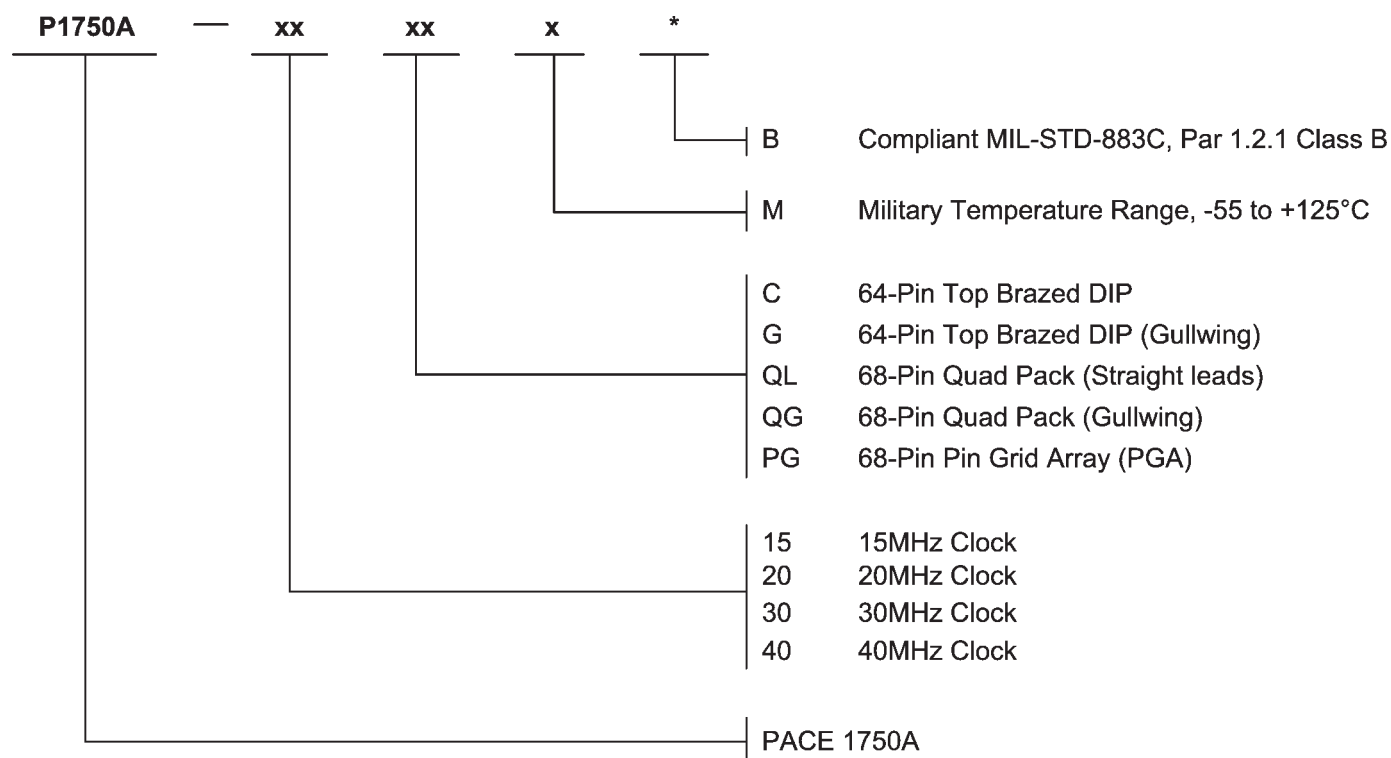 P1750A — xx xx x *
B Compliant MIL-STD-883C, Par 1.2.1 Class B
M Military Temperature Range, -55 to +125°C
C 64-Pin Top Brazed DIP
G 64-Pin Top Brazed DIP (Gullwing)
QL 68-Pin Quad Pack (Straight leads)
QG 68-Pin Quad Pack (Gullwing)
PG 68-Pin Pin Grid Array (PGA)
15 15MHz Clock
20 20MHz Clock
30 30MHz Clock
40 40MHz Clock
PACE 1750A